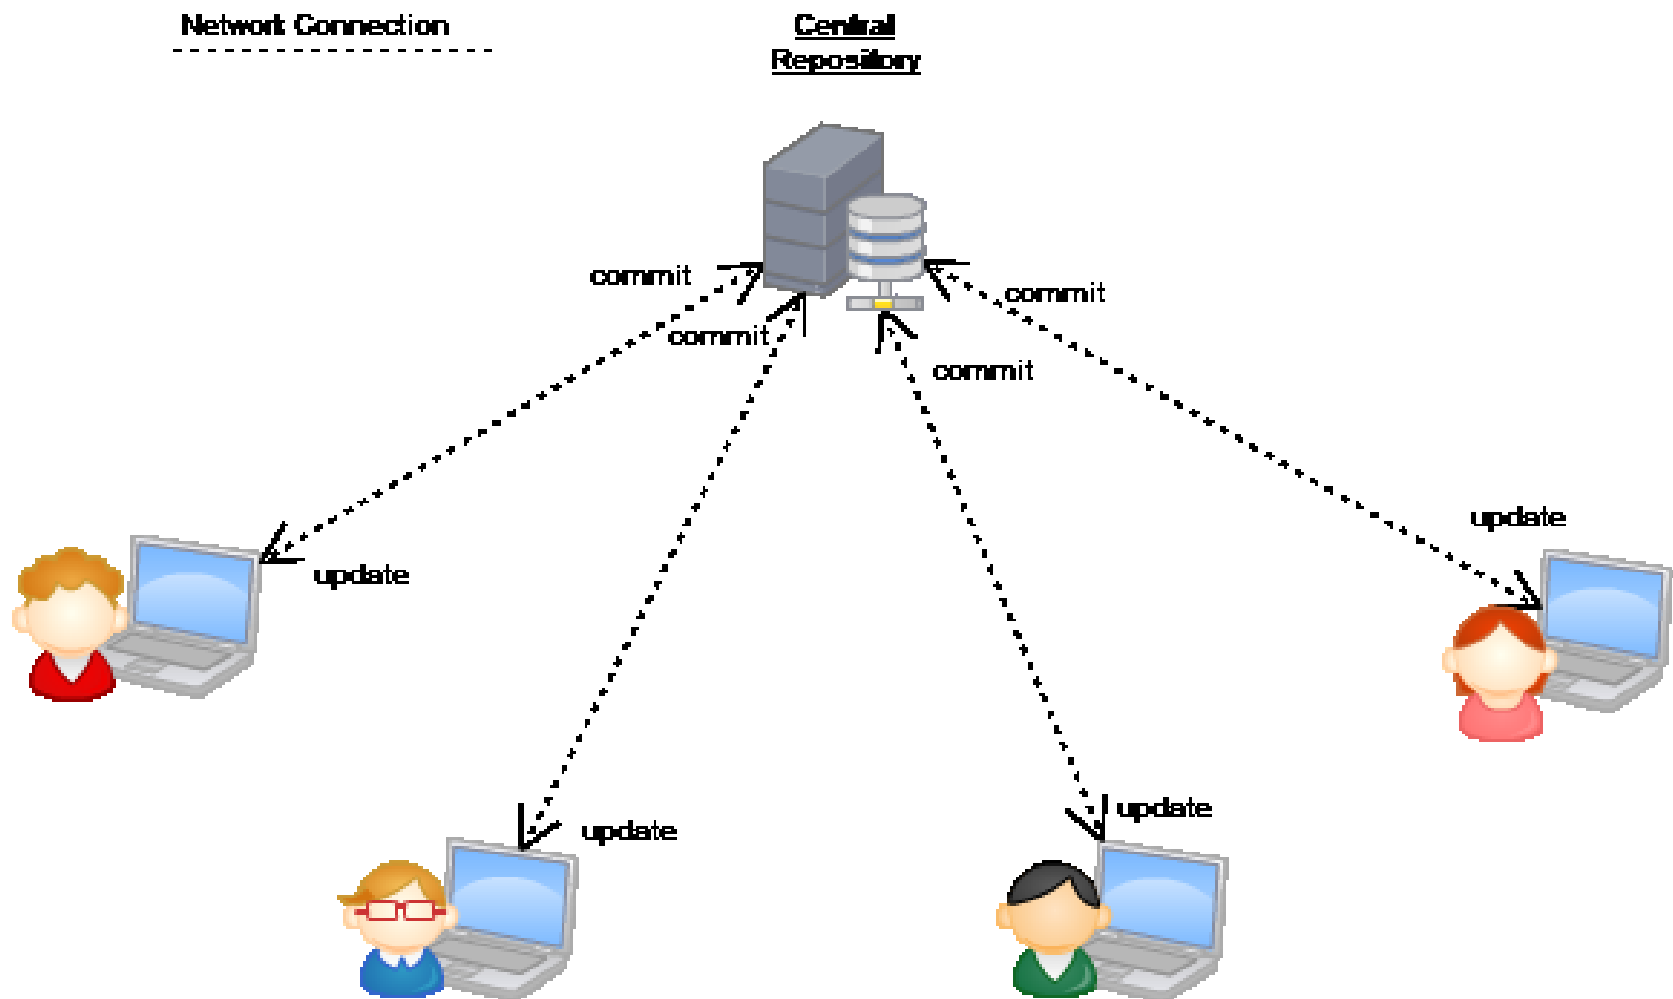 Network Connection
Central
Repository
commit
commit
commit
commit
update
update
update
update